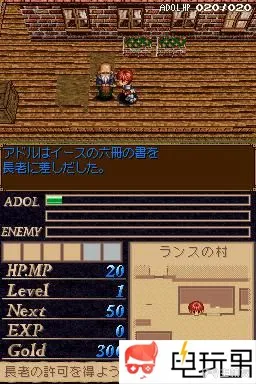 ADOL HP 020/020
アドルはイースの六冊の書を
長老に差しだした。
ADOL
ENEMY
ランスの村
HP.MP 20
Level 1
Next 50
EXP 0
Gold 300
長老の許可を得よう
电玩男